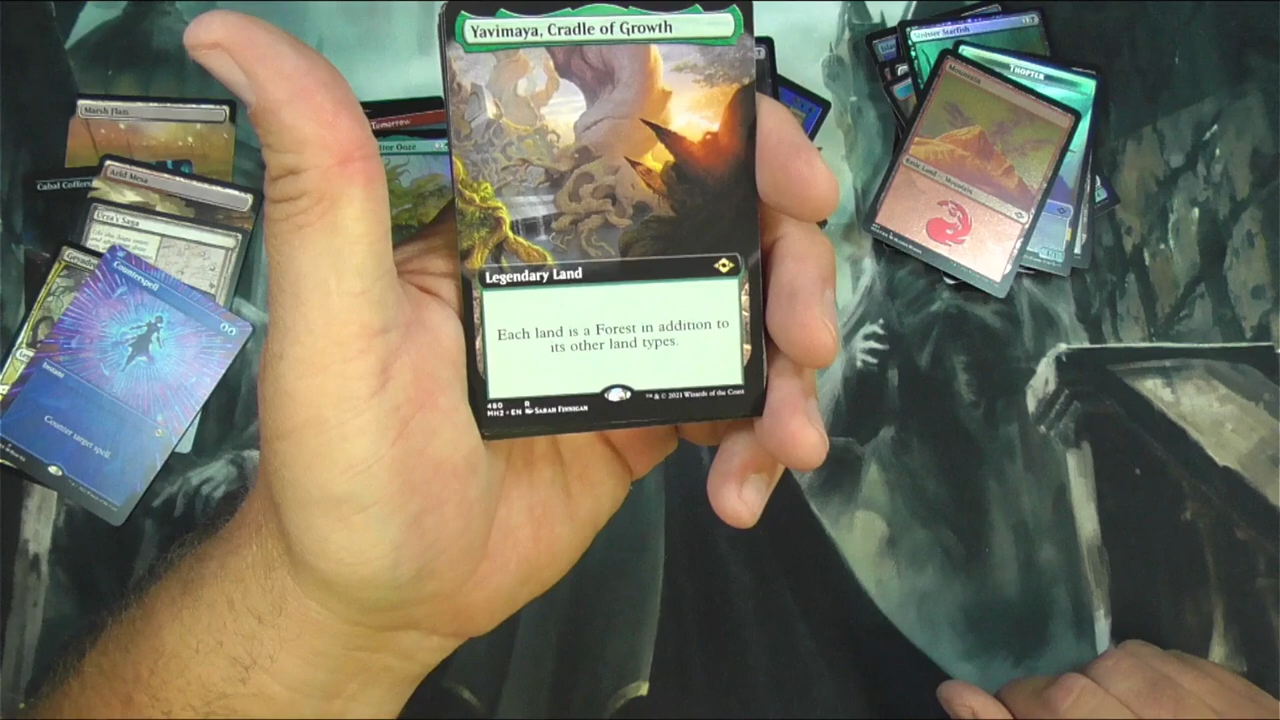 Yavimaya, Cradle of Growth
Legendary Land
Each land is a Forest in addition to
its other land types.
480 R
MH2 • EN Sarah Finnigan
™ & © 2021 Wizards of the Coast
Marsh Flats
Cabal Coffers
Arid Mesa
Urza's Saga
Counterspell
Instant
Counter target spell.
Tomorrow
Ooze
Sinister Starfish
Thopter
Mountain
Basic Land — Mountain